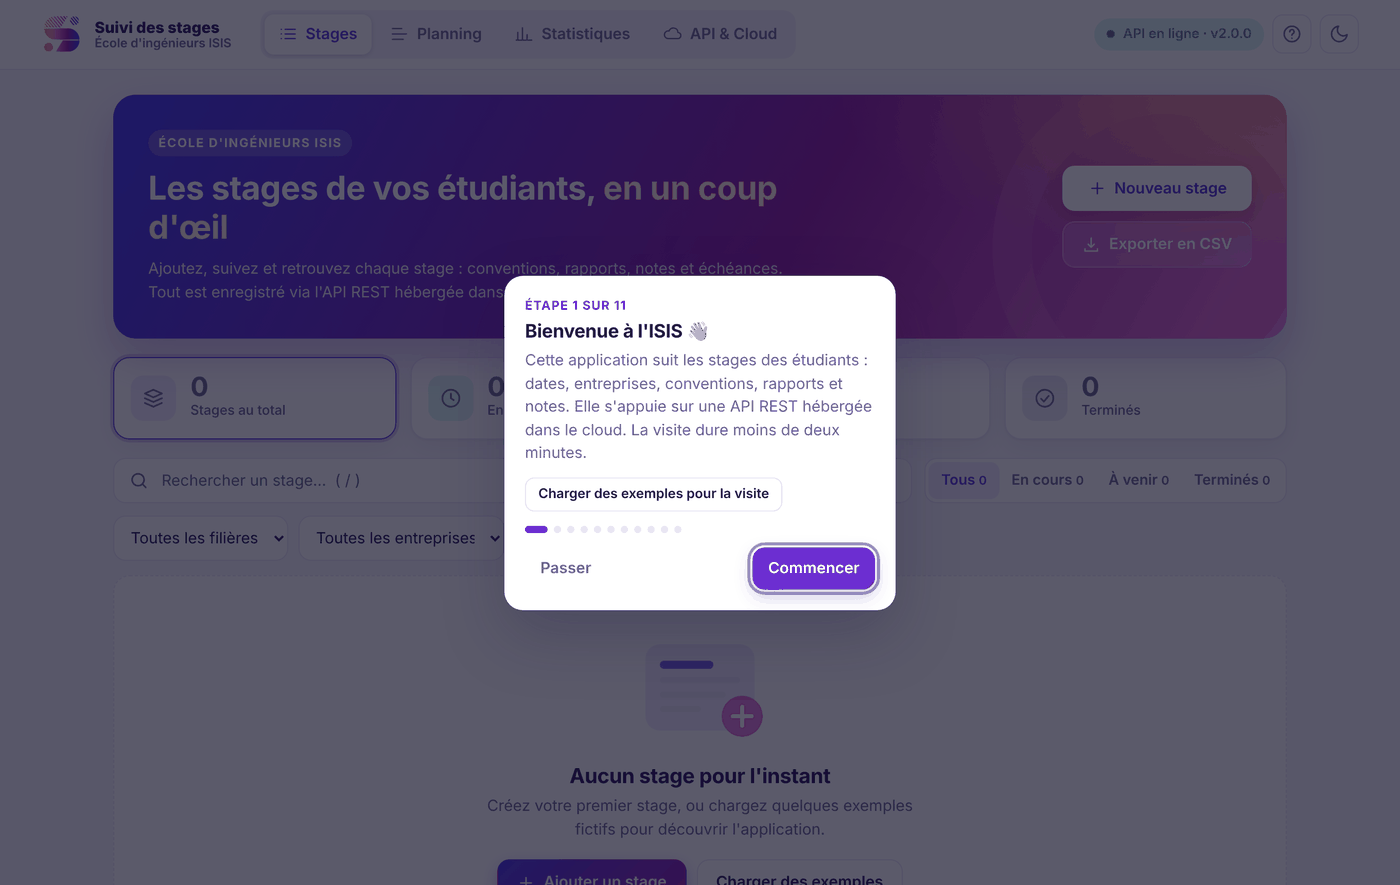 Suivi des stages
École d'ingénieurs ISIS
Stages
Planning
Statistiques
API & Cloud
API en ligne · v2.0.0
ÉCOLE D'INGÉNIEURS ISIS
Les stages de vos étudiants, en un coup
d'œil
Ajoutez, suivez et retrouvez chaque stage : conventions, rapports, notes et échéances.
Tout est enregistré via l'API REST hébergée dans
+ Nouveau stage
Exporter en CSV
ÉTAPE 1 SUR 11
Bienvenue à l'ISIS 👋
Cette application suit les stages des étudiants :
dates, entreprises, conventions, rapports et
notes. Elle s'appuie sur une API REST hébergée
dans le cloud. La visite dure moins de deux
minutes.
Charger des exemples pour la visite
Passer
Commencer
0
Stages au total
0
En
0
Terminés
Rechercher un stage… ( / )
Tous 0
En cours 0
À venir 0
Terminés 0
Toutes les filières
Toutes les entreprises
Aucun stage pour l'instant
Créez votre premier stage, ou chargez quelques exemples
fictifs pour découvrir l'application.
+ Ajouter un stage
Charger des exemples